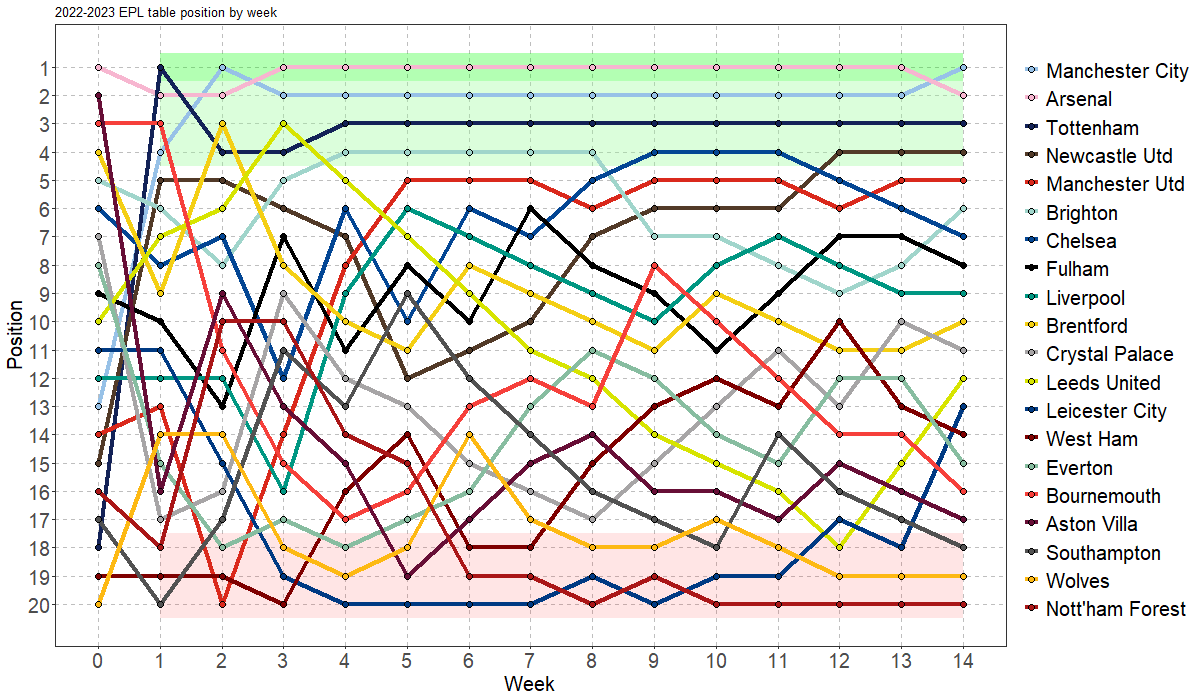 2022-2023 EPL table position by week
Position
1
2
3
4
5
6
7
8
9
10
11
12
13
14
15
16
17
18
19
20
0 1 2 3 4 5 6 7 8 9 10 11 12 13 14
Week
Manchester City
Arsenal
Tottenham
Newcastle Utd
Manchester Utd
Brighton
Chelsea
Fulham
Liverpool
Brentford
Crystal Palace
Leeds United
Leicester City
West Ham
Everton
Bournemouth
Aston Villa
Southampton
Wolves
Nott'ham Forest